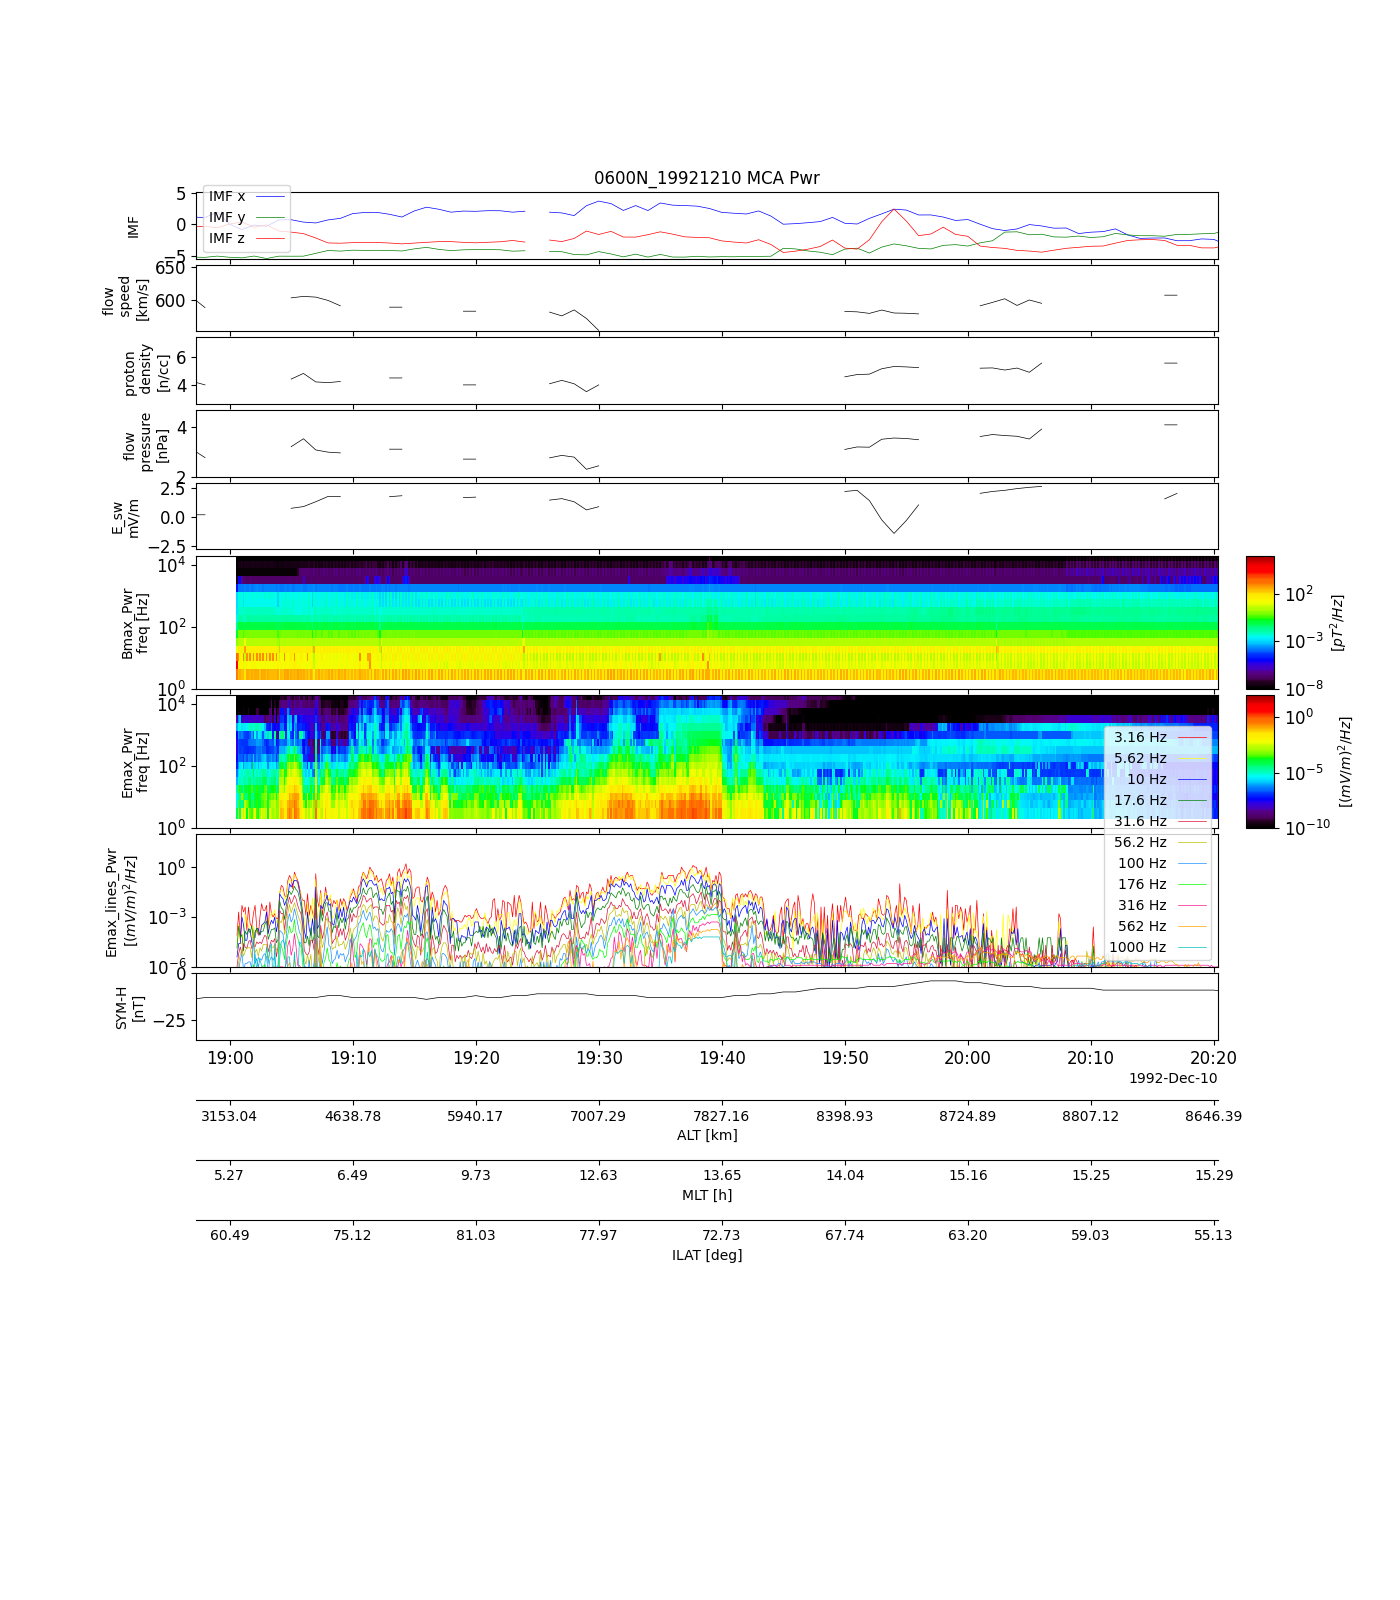 0600N_19921210 MCA Pwr
IMF
5
0
−5
IMF x
IMF y
IMF z
flow
speed
[km/s]
650
600
proton
density
[n/cc]
6
4
flow
pressure
[nPa]
4
2
E_sw
mV/m
2.5
0.0
−2.5
Bmax_Pwr
freq [Hz]
10^4
10^2
10^0
10^2
10^−3
10^−8
[pT^2/Hz]
Emax_Pwr
freq [Hz]
10^4
10^2
10^0
10^0
10^−5
10^−10
[(mV/m)^2/Hz]
3.16 Hz
5.62 Hz
10 Hz
17.6 Hz
31.6 Hz
56.2 Hz
100 Hz
176 Hz
316 Hz
562 Hz
1000 Hz
Emax_lines_Pwr
[(mV/m)^2/Hz]
10^0
10^−3
10^−6
SYM-H
[nT]
0
−25
19:00 19:10 19:20 19:30 19:40 19:50 20:00 20:10 20:20
1992-Dec-10
3153.04 4638.78 5940.17 7007.29 7827.16 8398.93 8724.89 8807.12 8646.39
ALT [km]
5.27 6.49 9.73 12.63 13.65 14.04 15.16 15.25 15.29
MLT [h]
60.49 75.12 81.03 77.97 72.73 67.74 63.20 59.03 55.13
ILAT [deg]